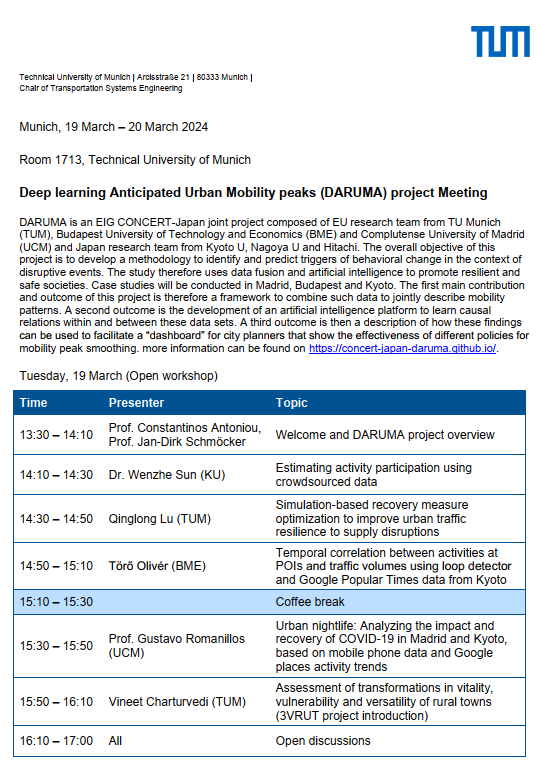 TUM
Technical University of Munich | Arcisstraße 21 | 80333 Munich |
Chair of Transportation Systems Engineering
Munich, 19 March – 20 March 2024
Room 1713, Technical University of Munich
Deep learning Anticipated Urban Mobility peaks (DARUMA) project Meeting
DARUMA is an EIG CONCERT-Japan joint project composed of EU research team from TU Munich
(TUM), Budapest University of Technology and Economics (BME) and Complutense University of Madrid
(UCM) and Japan research team from Kyoto U, Nagoya U and Hitachi. The overall objective of this
project is to develop a methodology to identify and predict triggers of behavioral change in the context of
disruptive events. The study therefore uses data fusion and artificial intelligence to promote resilient and
safe societies. Case studies will be conducted in Madrid, Budapest and Kyoto. The first main contribution
and outcome of this project is therefore a framework to combine such data to jointly describe mobility
patterns. A second outcome is the development of an artificial intelligence platform to learn causal
relations within and between these data sets. A third outcome is then a description of how these findings
can be used to facilitate a “dashboard” for city planners that show the effectiveness of different policies for
mobility peak smoothing. more information can be found on https://concert-japan-daruma.github.io/.
Tuesday, 19 March (Open workshop)
Time Presenter Topic
13:30 – 14:10 Prof. Constantinos Antoniou, Welcome and DARUMA project overview
Prof. Jan-Dirk Schmöcker
14:10 – 14:30 Dr. Wenzhe Sun (KU) Estimating activity participation using
crowdsourced data
14:30 – 14:50 Qinglong Lu (TUM) Simulation-based recovery measure
optimization to improve urban traffic
resilience to supply disruptions
14:50 – 15:10 Törő Olivér (BME) Temporal correlation between activities at
POIs and traffic volumes using loop detector
and Google Popular Times data from Kyoto
15:10 – 15:30 Coffee break
15:30 – 15:50 Prof. Gustavo Romanillos (UCM) Urban nightlife: Analyzing the impact and
recovery of COVID-19 in Madrid and Kyoto,
based on mobile phone data and Google
places activity trends
15:50 – 16:10 Vineet Charturvedi (TUM) Assessment of transformations in vitality,
vulnerability and versatility of rural towns
(3VRUT project introduction)
16:10 – 17:00 All Open discussions